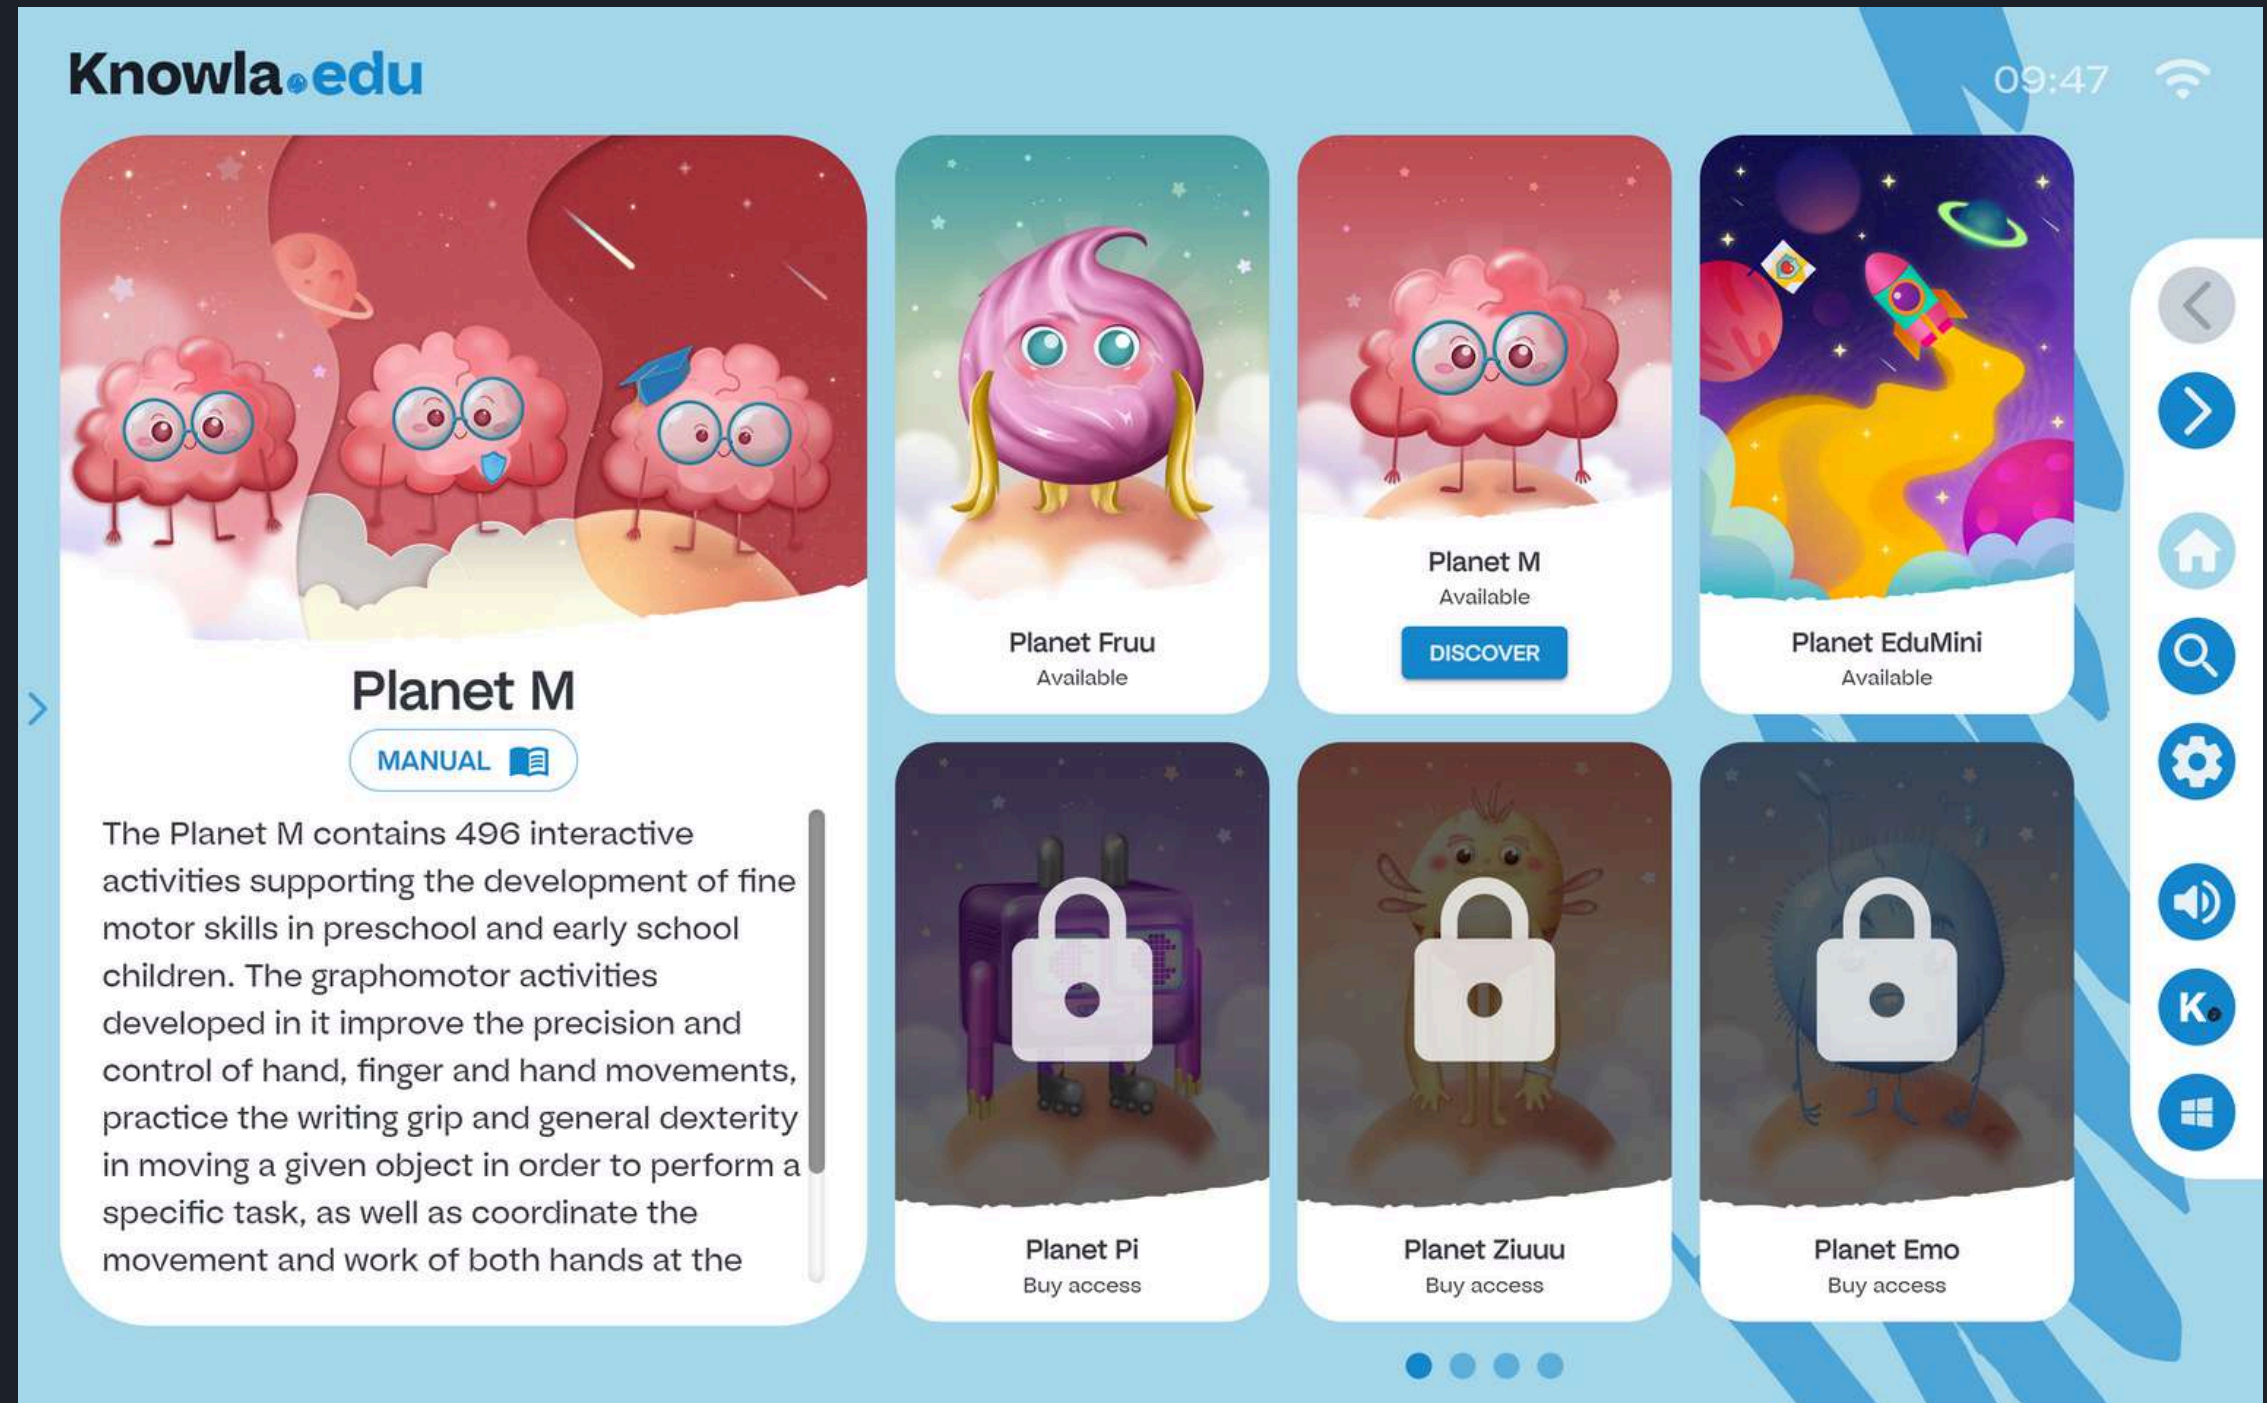 Knowla.edu
09:47
Planet M
MANUAL
The Planet M contains 496 interactive
activities supporting the development of fine
motor skills in preschool and early school
children. The graphomotor activities
developed in it improve the precision and
control of hand, finger and hand movements,
practice the writing grip and general dexterity
in moving a given object in order to perform a
specific task, as well as coordinate the
movement and work of both hands at the
Planet Fruu
Available
Planet M
Available
DISCOVER
Planet EduMini
Available
Planet Pi
Buy access
Planet Ziuuu
Buy access
Planet Emo
Buy access
K.